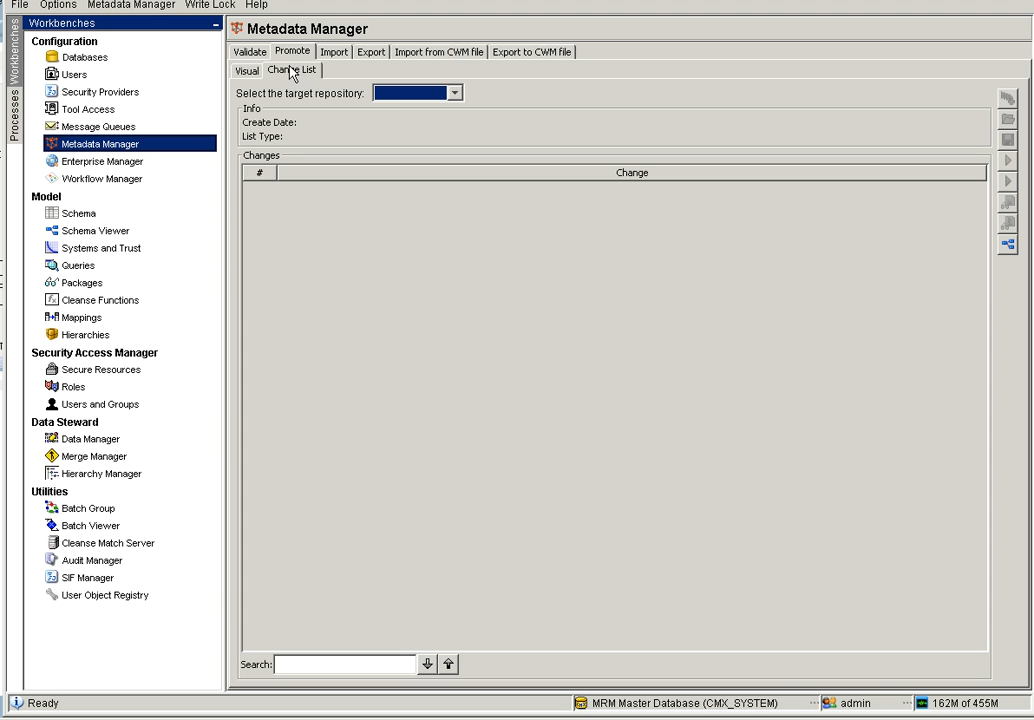 File Options Metadata Manager Write Lock Help
Workbenches
Processes
Workbenches
Configuration
Databases
Users
Security Providers
Tool Access
Message Queues
Metadata Manager
Enterprise Manager
Workflow Manager
Model
Schema
Schema Viewer
Systems and Trust
Queries
Packages
Cleanse Functions
Mappings
Hierarchies
Security Access Manager
Secure Resources
Roles
Users and Groups
Data Steward
Data Manager
Merge Manager
Hierarchy Manager
Utilities
Batch Group
Batch Viewer
Cleanse Match Server
Audit Manager
SIF Manager
User Object Registry
Metadata Manager
Validate Promote Import Export Import from CWM file Export to CWM file
Visual Change List
Select the target repository:
Info
Create Date:
List Type:
Changes
# Change
Search:
Ready MRM Master Database (CMX_SYSTEM) admin 162M of 455M